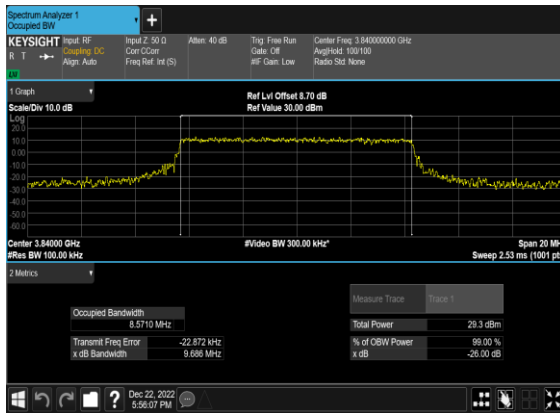 Spectrum Analyzer 1
Occupied BW
+
KEYSIGHT Input: RF Input Z: 50 Ω Atten: 40 dB Trig: Free Run Center Freq: 3.840000000 GHz
R T Coupling: DC Corr CCorr Gate: Off Avg|Hold: 100/100
Align: Auto Freq Ref: Int (S) #IF Gain: Low Radio Std: None
LXI
1 Graph
Ref Lvl Offset 8.70 dB
Scale/Div 10.0 dB Ref Value 30.00 dBm
Log
20.0
10.0
0.00
-10.0
-20.0
-30.0
-40.0
-50.0
-60.0
Center 3.84000 GHz #Video BW 300.00 kHz* Span 20 MH
#Res BW 100.00 kHz Sweep 2.53 ms (1001 pt
2 Metrics
Measure Trace Trace 1
Occupied Bandwidth
8.5710 MHz
Total Power 29.3 dBm
Transmit Freq Error -22.872 kHz % of OBW Power 99.00 %
x dB Bandwidth 9.686 MHz x dB -26.00 dB
? Dec 22, 2022
5:56:07 PM